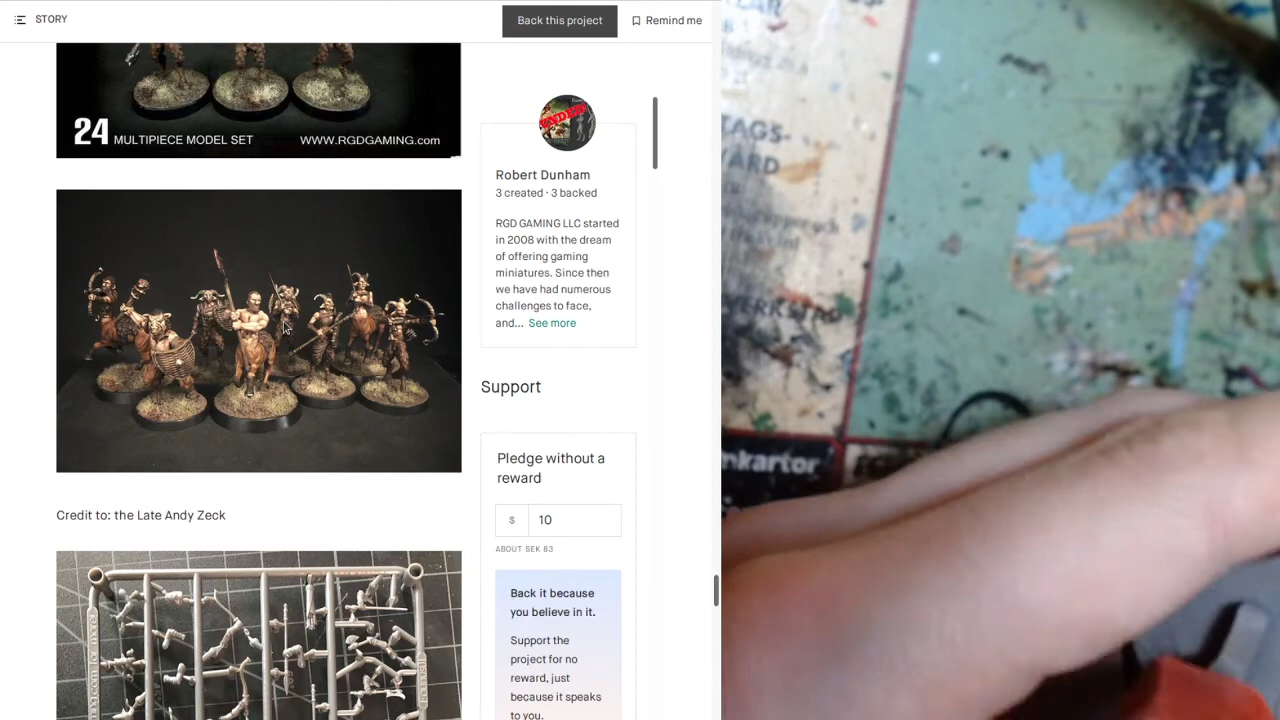 STORY
Back this project
Remind me
24 MULTIPIECE MODEL SET WWW.RGDGAMING.com
Credit to: the Late Andy Zeck
Robert Dunham
3 created · 3 backed
RGD GAMING LLC started
in 2008 with the dream
of offering gaming
miniatures. Since then
we have had numerous
challenges to face,
and... See more
Support
Pledge without a
reward
$ 10
ABOUT SEK 83
Back it because
you believe in it.
Support the
project for no
reward, just
because it speaks
to you.